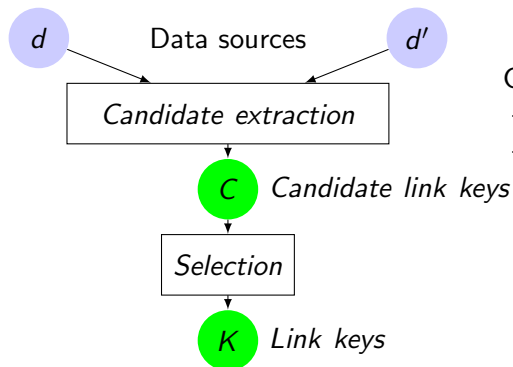 d Data sources d'
Candidate extraction
C Candidate link keys
Selection
K Link keys